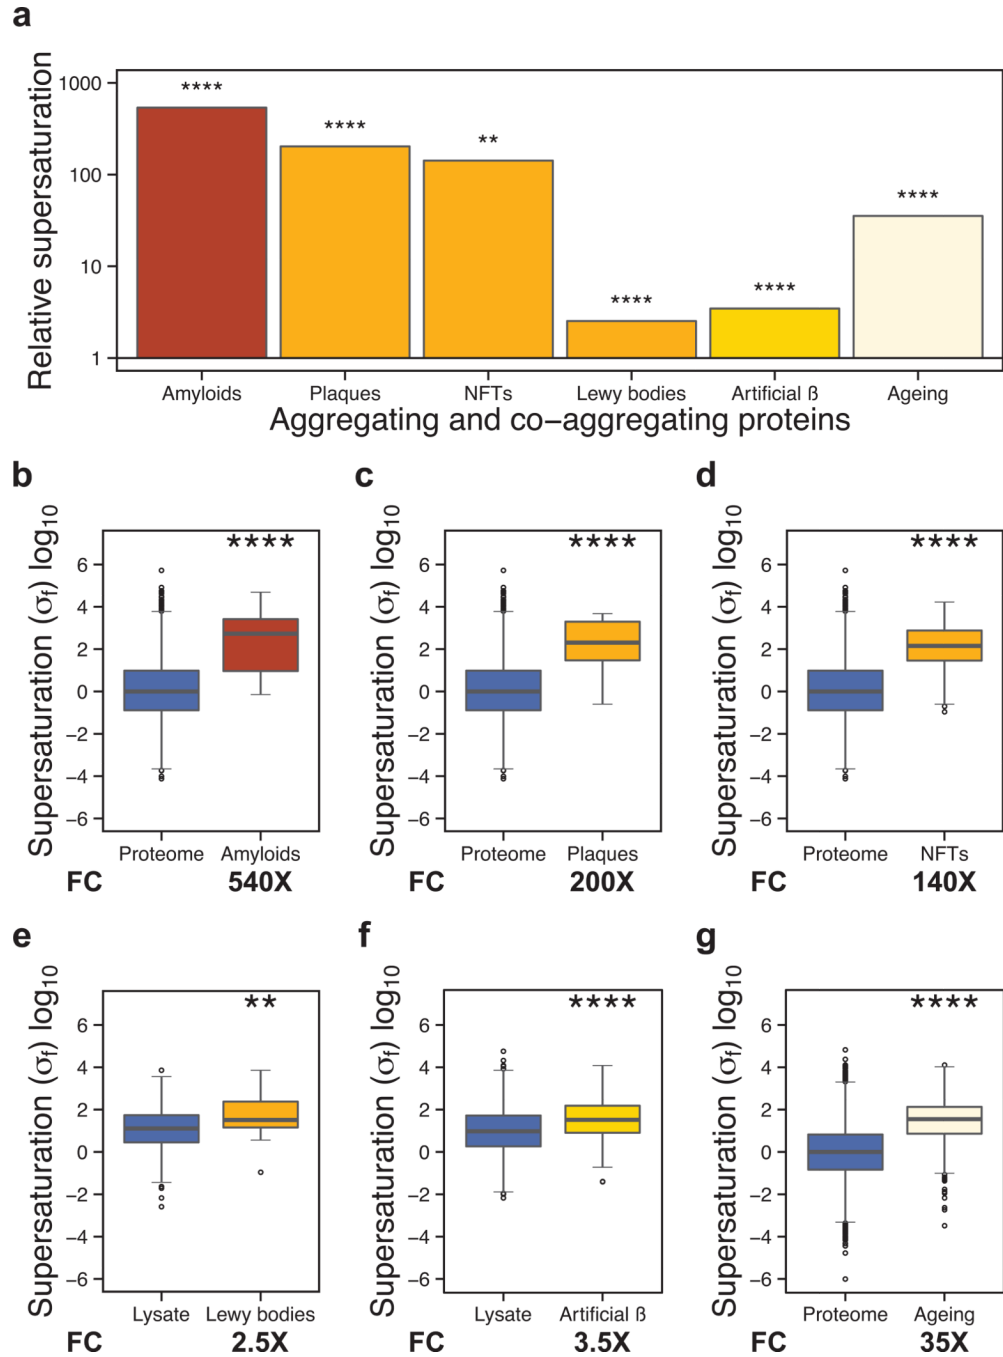 a
Relative supersaturation
1000
100
10
1
****
****
**
****
****
****
Amyloids Plaques NFTs Lewy bodies Artificial ß Ageing
Aggregating and co−aggregating proteins
b
Supersaturation (σf) log10
6
4
2
0
−2
−4
−6
****
Proteome Amyloids
FC 540X
c
Supersaturation (σf) log10
6
4
2
0
−2
−4
−6
****
Proteome Plaques
FC 200X
d
Supersaturation (σf) log10
6
4
2
0
−2
−4
−6
****
Proteome NFTs
FC 140X
e
Supersaturation (σf) log10
6
4
2
0
−2
−4
−6
**
Lysate Lewy bodies
FC 2.5X
f
Supersaturation (σf) log10
6
4
2
0
−2
−4
−6
****
Lysate Artificial ß
FC 3.5X
g
Supersaturation (σf) log10
6
4
2
0
−2
−4
−6
****
Proteome Ageing
FC 35X